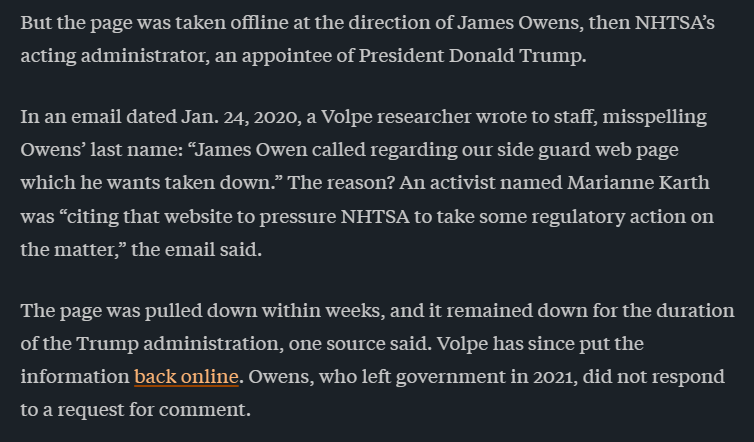 But the page was taken offline at the direction of James Owens, then NHTSA’s
acting administrator, an appointee of President Donald Trump.
In an email dated Jan. 24, 2020, a Volpe researcher wrote to staff, misspelling
Owens’ last name: “James Owen called regarding our side guard web page
which he wants taken down.” The reason? An activist named Marianne Karth
was “citing that website to pressure NHTSA to take some regulatory action on
the matter,” the email said.
The page was pulled down within weeks, and it remained down for the duration
of the Trump administration, one source said. Volpe has since put the
information back online. Owens, who left government in 2021, did not respond
to a request for comment.